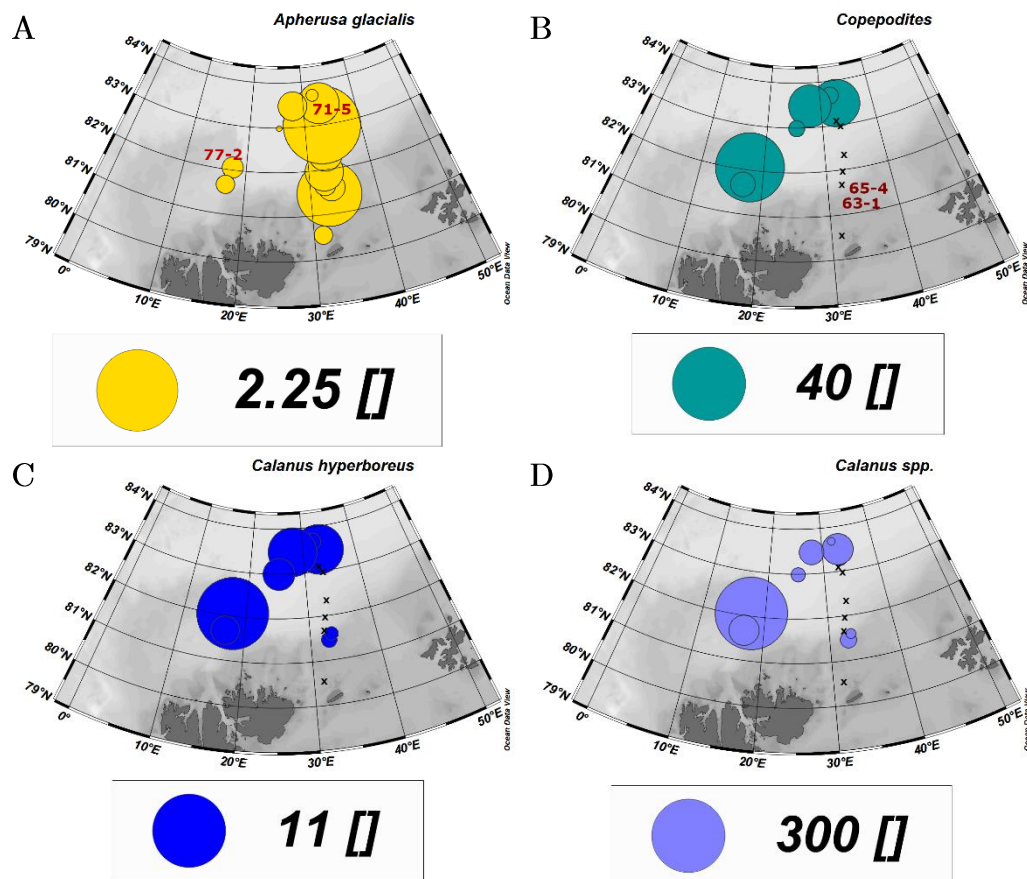 A
Apherusa glacialis
84°N
83°N
82°N
81°N
80°N
79°N
0°
10°E
20°E
30°E
40°E
50°E
77-2
71-5
Ocean Data View
2.25 []
B
Copepodites
84°N
83°N
82°N
81°N
80°N
79°N
0°
10°E
20°E
30°E
40°E
50°E
x
x
x
x
x
65-4
63-1
x
Ocean Data View
40 []
C
Calanus hyperboreus
84°N
83°N
82°N
81°N
80°N
79°N
0°
10°E
20°E
30°E
40°E
50°E
x
x
x
x
x
x
Ocean Data View
11 []
D
Calanus spp.
84°N
83°N
82°N
81°N
80°N
79°N
0°
10°E
20°E
30°E
40°E
50°E
x
x
x
x
x
x
Ocean Data View
300 []